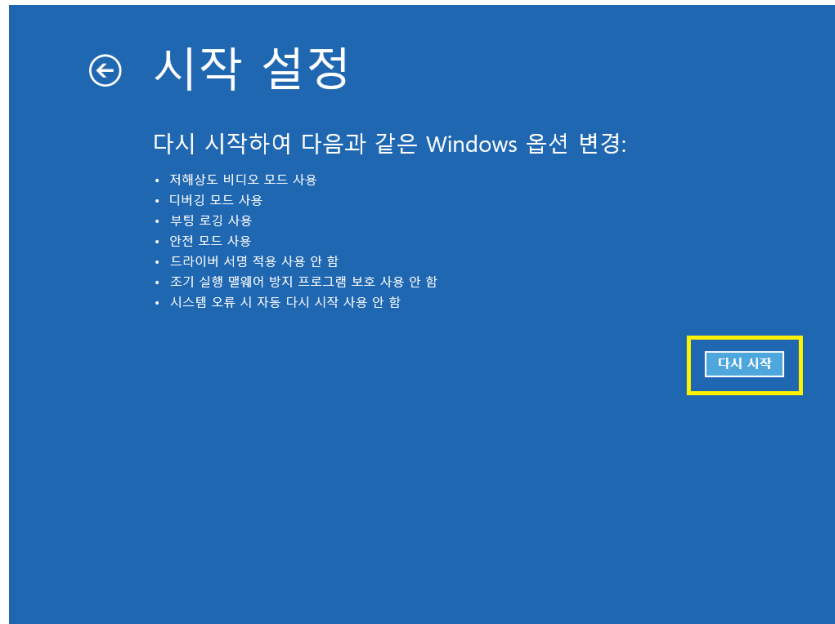 시작 설정
다시 시작하여 다음과 같은 Windows 옵션 변경:
• 저해상도 비디오 모드 사용
• 디버깅 모드 사용
• 부팅 로깅 사용
• 안전 모드 사용
• 드라이버 서명 적용 사용 안 함
• 조기 실행 맬웨어 방지 프로그램 보호 사용 안 함
• 시스템 오류 시 자동 다시 시작 사용 안 함
다시 시작